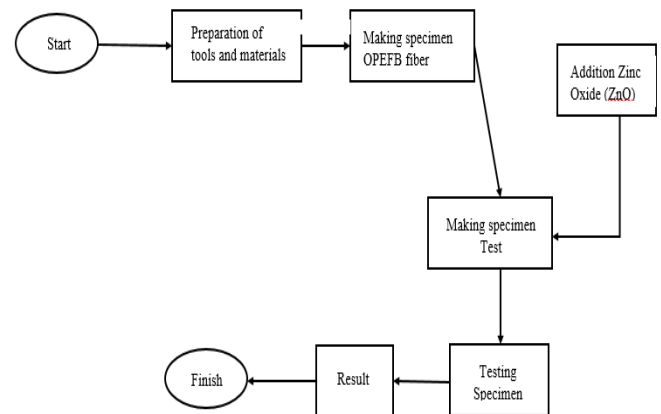 Start
Preparation of
tools and materials
Making specimen
OPEFB fiber
Addition Zinc
Oxide (ZnO)
Making specimen
Test
Testing
Specimen
Result
Finish